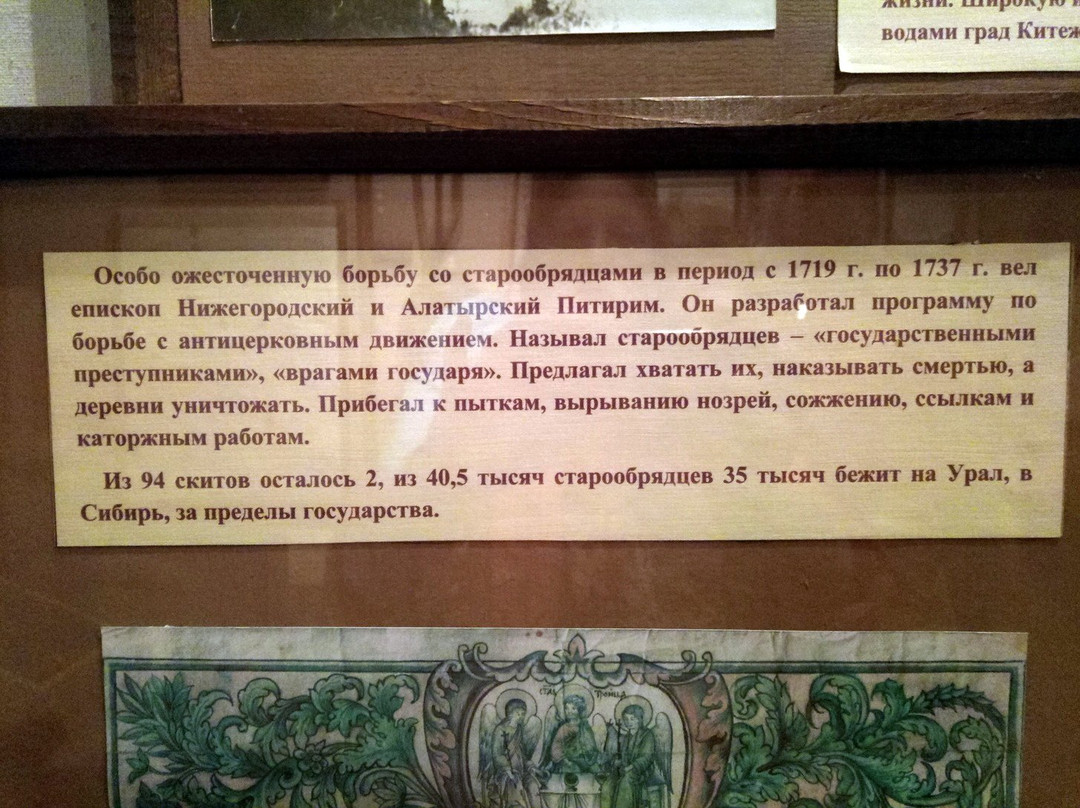 жизни. Широкую и
водами град Китеж
Особо ожесточенную борьбу со старообрядцами в период с 1719 г. по 1737 г. вел
епископ Нижегородский и Алатырский Питирим. Он разработал программу по
борьбе с антицерковным движением. Называл старообрядцев – «государственными
преступниками», «врагами государя». Предлагал хватать их, наказывать смертью, а
деревни уничтожать. Прибегал к пыткам, вырыванию нозрей, сожжению, ссылкам и
каторжным работам.
Из 94 скитов осталось 2, из 40,5 тысяч старообрядцев 35 тысяч бежит на Урал, в
Сибирь, за пределы государства.